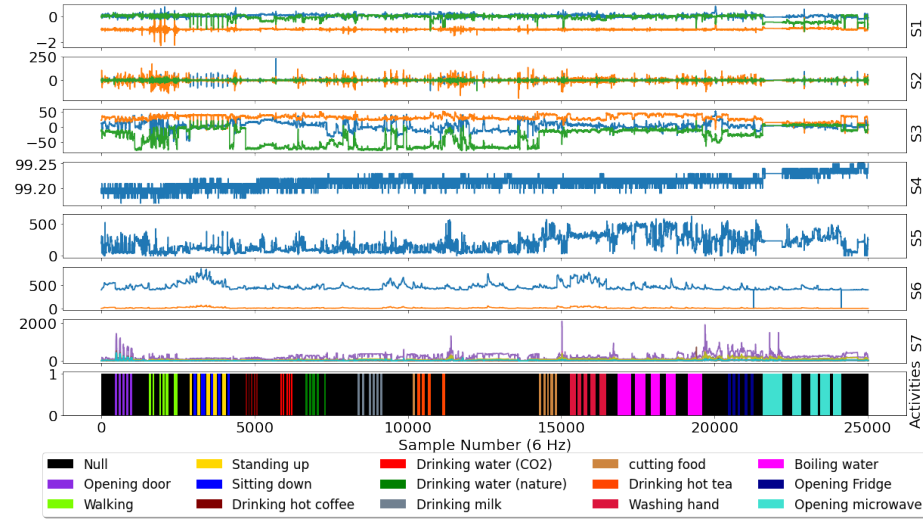 0
−2
S1
250
0
S2
50
0
−50
S3
99.25
99.20
S4
500
0
S5
500
0
S6
2000
0
S7
1
0
Activities
0 5000 10000 15000 20000 25000
Sample Number (6 Hz)
Null Standing up Drinking water (CO2) cutting food Boiling water
Opening door Sitting down Drinking water (nature) Drinking hot tea Opening Fridge
Walking Drinking hot coffee Drinking milk Washing hand Opening microwave